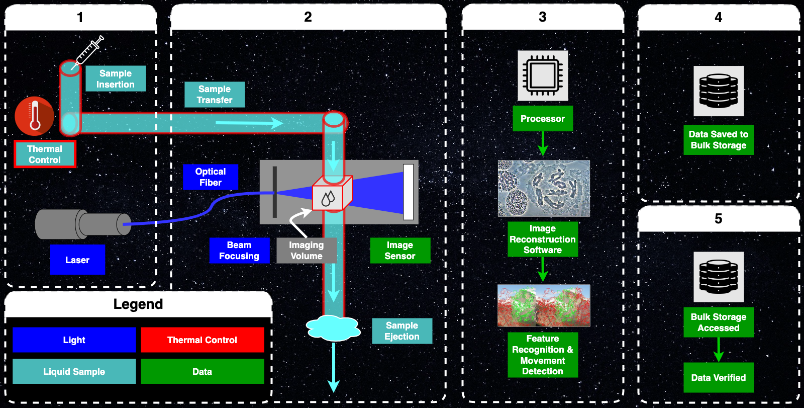 1
Sample
Insertion
Thermal
Control
Laser
2
Sample
Transfer
Optical
Fiber
Beam
Focusing
Imaging
Volume
Image
Sensor
Sample
Ejection
3
Processor
Image
Reconstruction
Software
Feature
Recognition &
Movement
Detection
4
Data Saved to
Bulk Storage
5
Bulk Storage
Accessed
Data Verified
Legend
Light
Thermal Control
Liquid Sample
Data